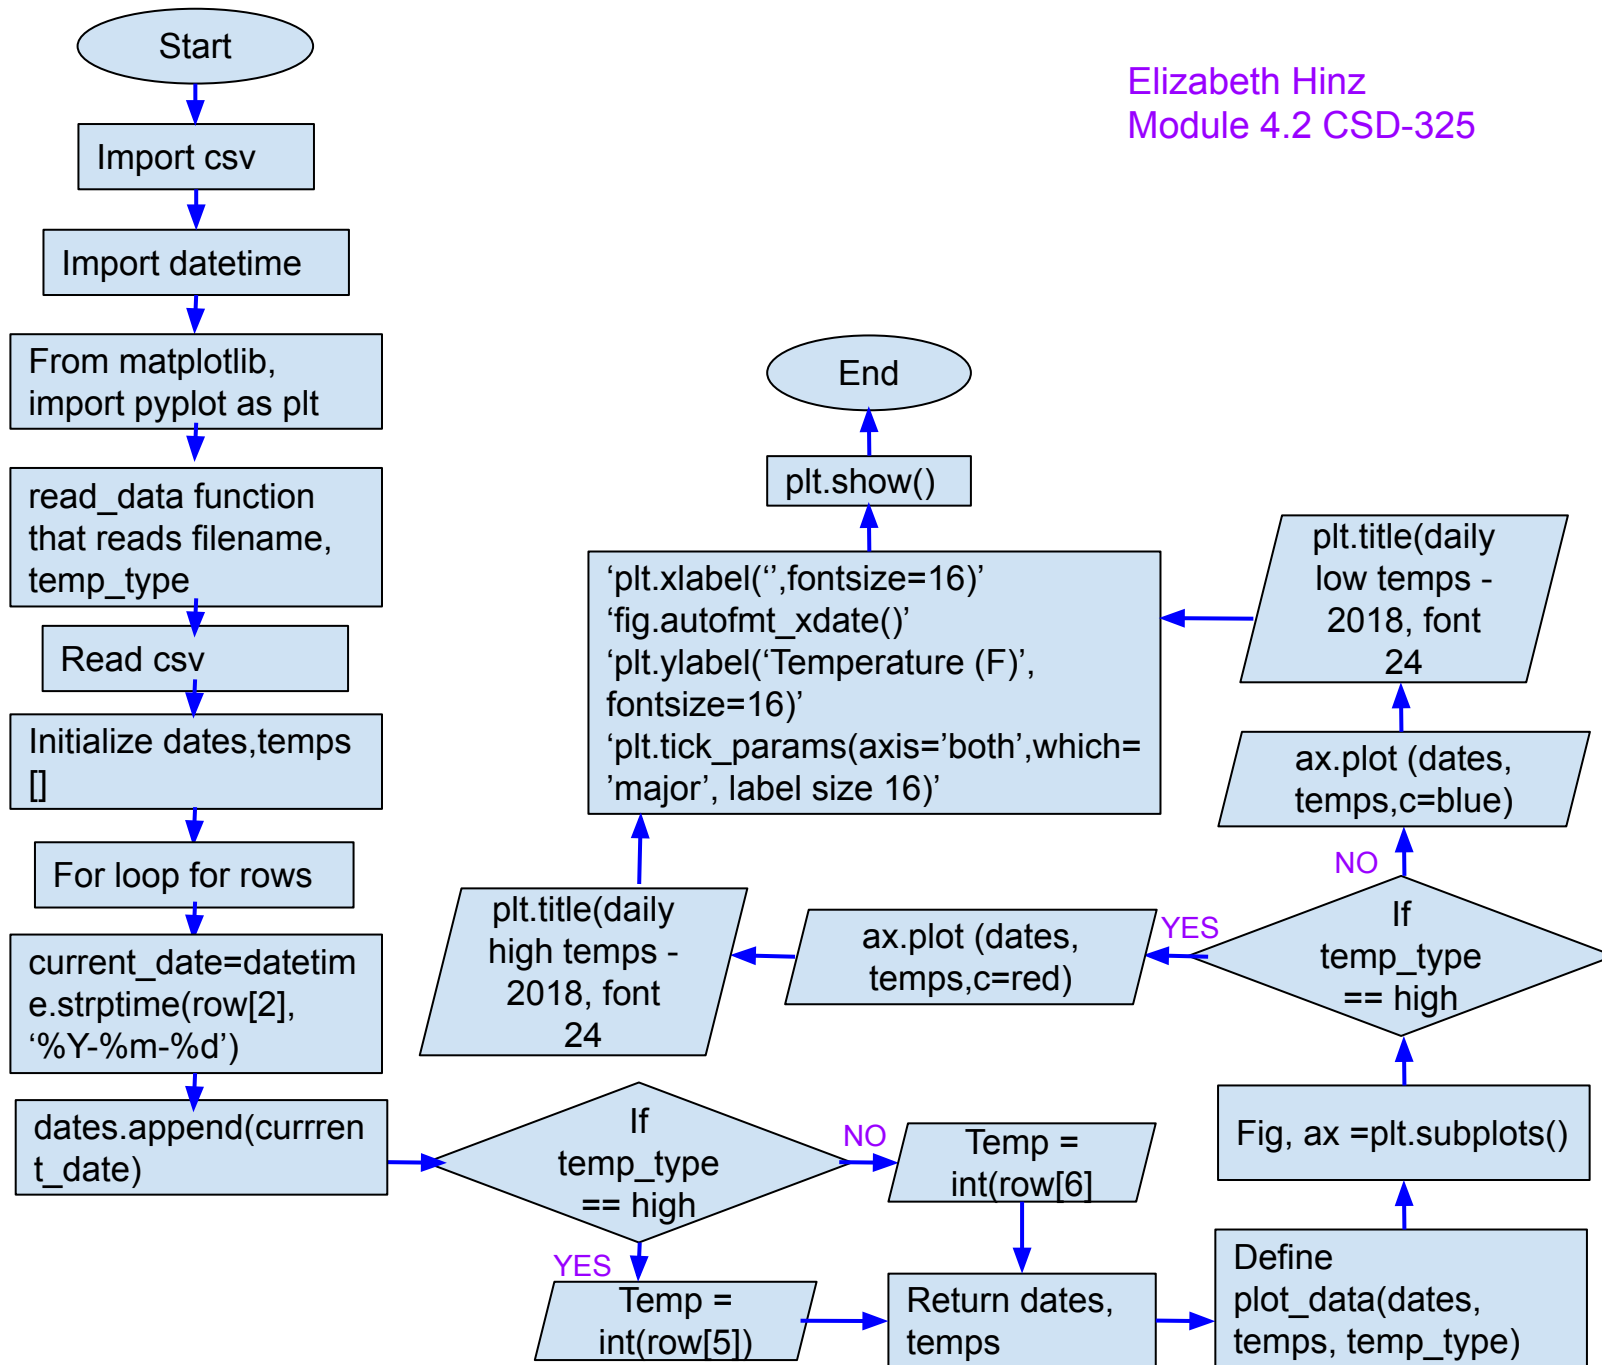 Start
Elizabeth Hinz
Module 4.2 CSD-325
Import csv
Import datetime
From matplotlib,
import pyplot as plt
read_data function
that reads filename,
temp_type
Read csv
Initialize dates,temps
[]
For loop for rows
current_date=datetim
e.strptime(row[2],
‘%Y-%m-%d’)
dates.append(currren
t_date)
If
temp_type
== high
NO
Temp =
int(row[6]
YES
Temp =
int(row[5])
Return dates,
temps
Define
plot_data(dates,
temps, temp_type)
Fig, ax =plt.subplots()
If
temp_type
== high
YES
ax.plot (dates,
temps,c=red)
plt.title(daily
high temps -
2018, font
24
NO
ax.plot (dates,
temps,c=blue)
plt.title(daily
low temps -
2018, font
24
‘plt.xlabel(‘’,fontsize=16)’
‘fig.autofmt_xdate()’
‘plt.ylabel(‘Temperature (F)’,
fontsize=16)’
‘plt.tick_params(axis=’both’,which=
’major’, label size 16)’
plt.show()
End